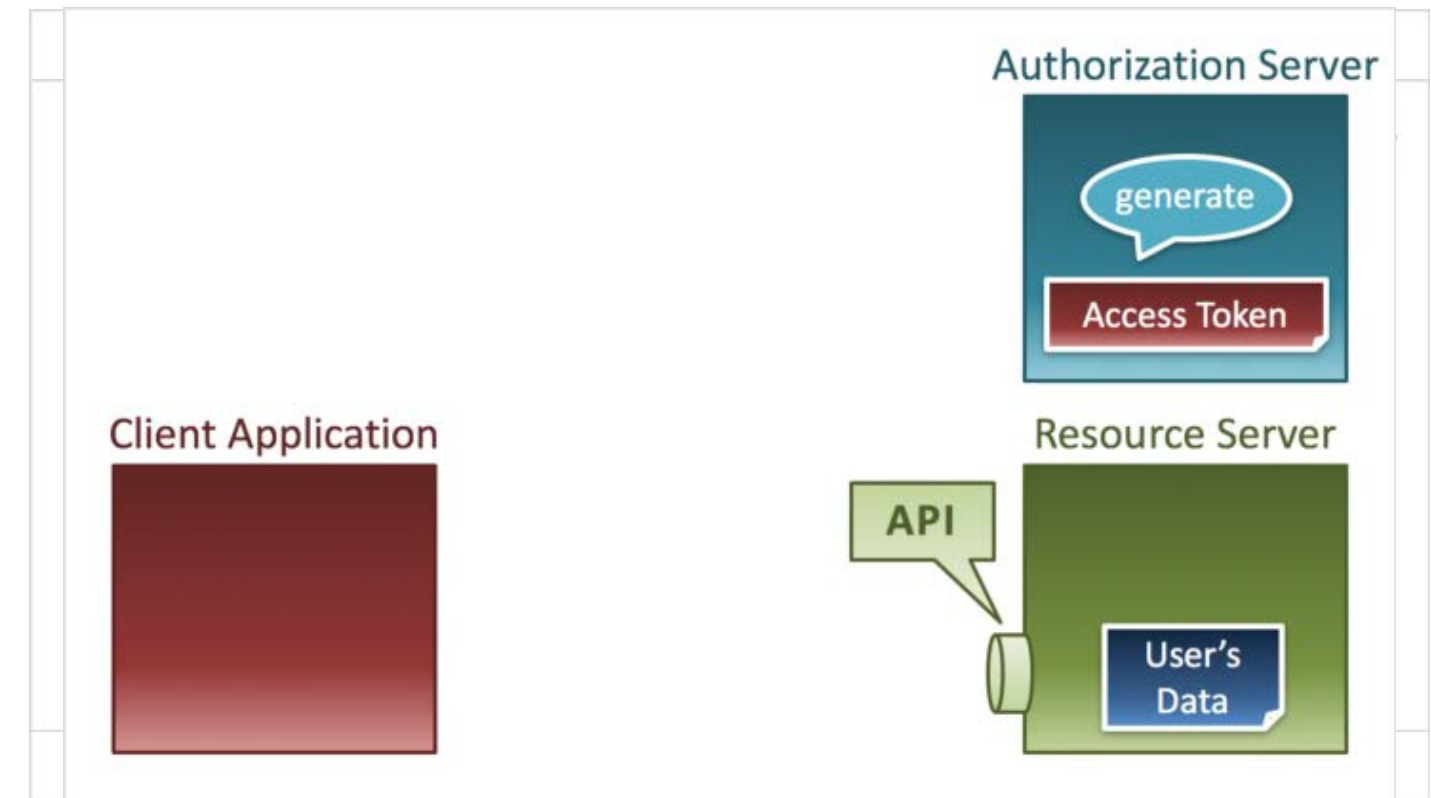 Authorization Server
generate
Access Token
Client Application
Resource Server
API
User’s
Data